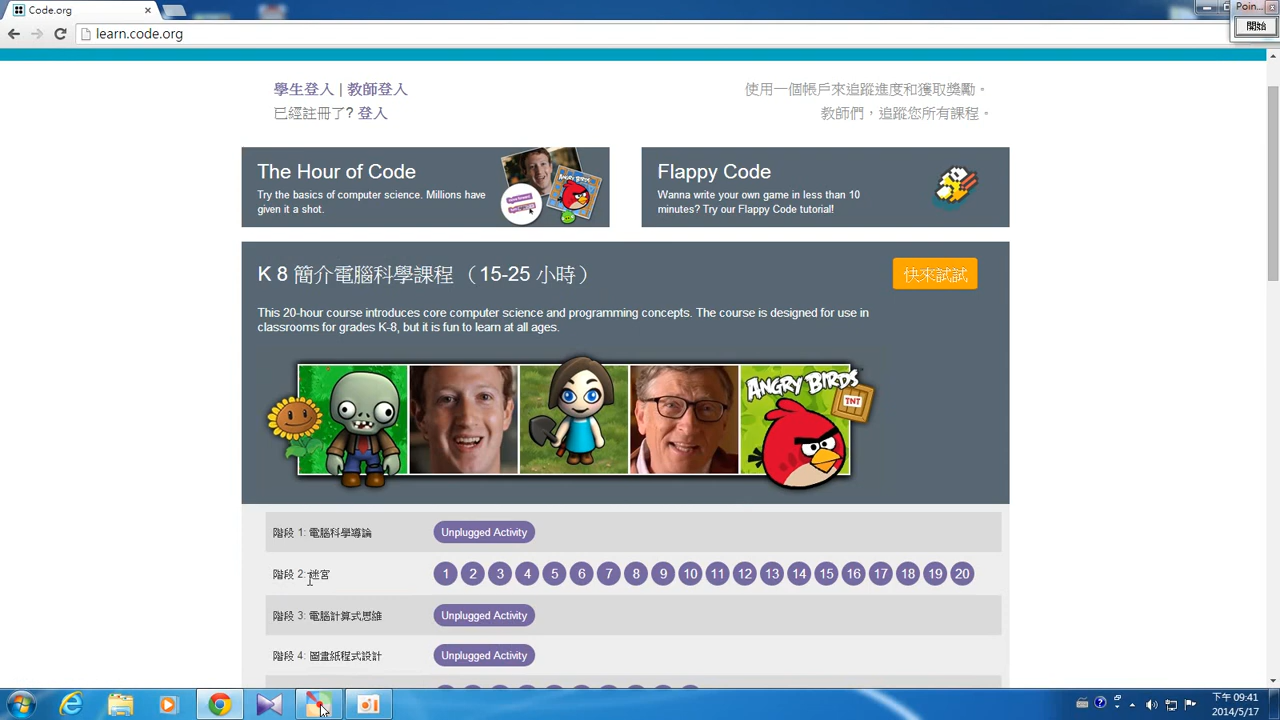 Code.org
Poin...
learn.code.org
開始
學生登入 | 教師登入
使用一個帳戶來追蹤進度和獲取獎勵。
已經註冊了? 登入
教師們，追蹤您所有課程。
The Hour of Code
Try the basics of computer science. Millions have
given it a shot.
Flappy Code
Wanna write your own game in less than 10
minutes? Try our Flappy Code tutorial!
K 8 簡介電腦科學課程 （15-25 小時）
快來試試
This 20-hour course introduces core computer science and programming concepts. The course is designed for use in
classrooms for grades K-8, but it is fun to learn at all ages.
ANGRY BIRDS
TNT
階段 1: 電腦科學導論 Unplugged Activity
階段 2: 迷宮 1 2 3 4 5 6 7 8 9 10 11 12 13 14 15 16 17 18 19 20
階段 3: 電腦計算式思維 Unplugged Activity
階段 4: 圖畫紙程式設計 Unplugged Activity
下午 09:41
2014/5/17